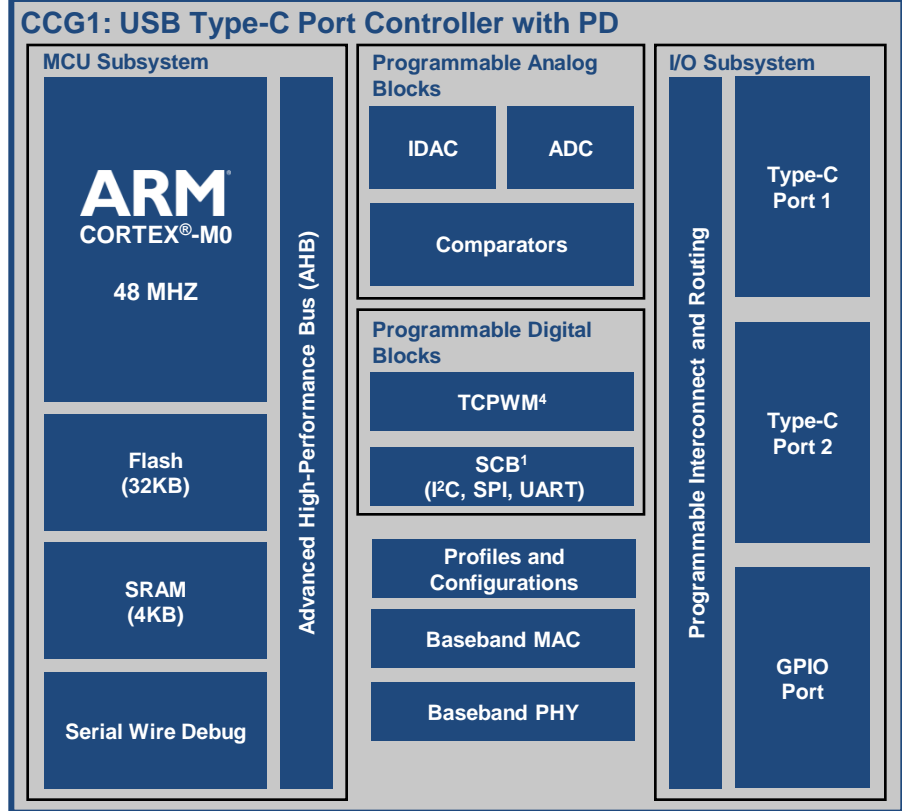 CCG1: USB Type-C Port Controller with PD
MCU Subsystem
ARM
CORTEX®-M0
48 MHZ
Flash
(32KB)
SRAM
(4KB)
Serial Wire Debug
Advanced High-Performance Bus (AHB)
Programmable Analog
Blocks
IDAC
ADC
Comparators
Programmable Digital
Blocks
TCPWM⁴
SCB¹
(I²C, SPI, UART)
Profiles and
Configurations
Baseband MAC
Baseband PHY
I/O Subsystem
Programmable Interconnect and Routing
Type-C
Port 1
Type-C
Port 2
GPIO
Port